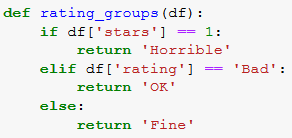 def rating_groups(df):
    if df['stars'] == 1:
        return 'Horrible'
    elif df['rating'] == 'Bad':
        return 'OK'
    else:
        return 'Fine'